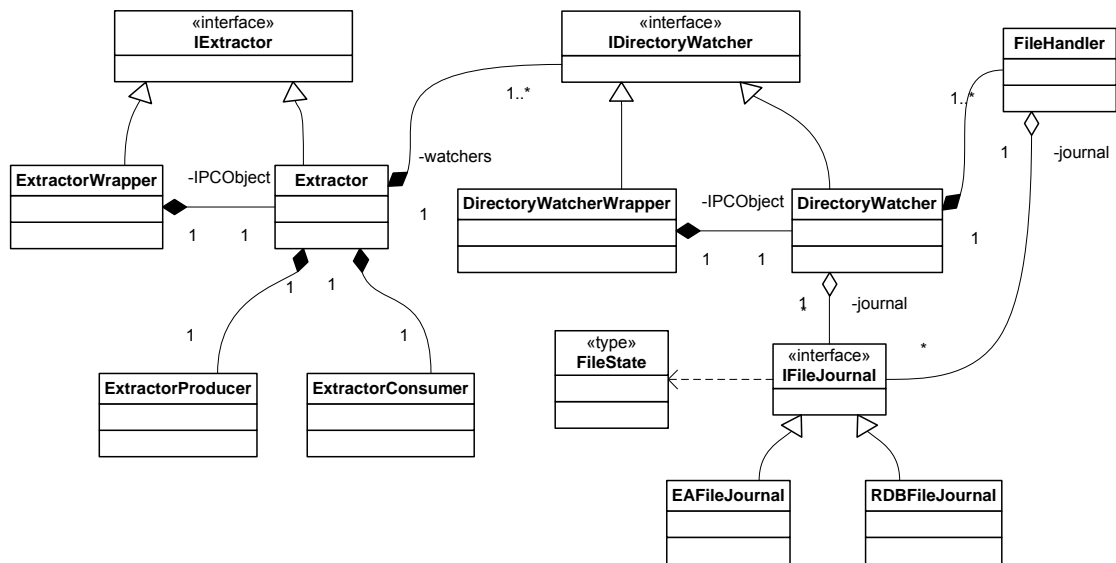 «interface»
IExtractor
«interface»
IDirectoryWatcher
FileHandler
1..*
1..*
-watchers
1
-journal
ExtractorWrapper
-IPCObject
Extractor
1
1
1
DirectoryWatcherWrapper
-IPCObject
DirectoryWatcher
1
1
1
1
1
1
1
1
*
-journal
*
«type»
FileState
«interface»
IFileJournal
ExtractorProducer
ExtractorConsumer
EAFileJournal
RDBFileJournal